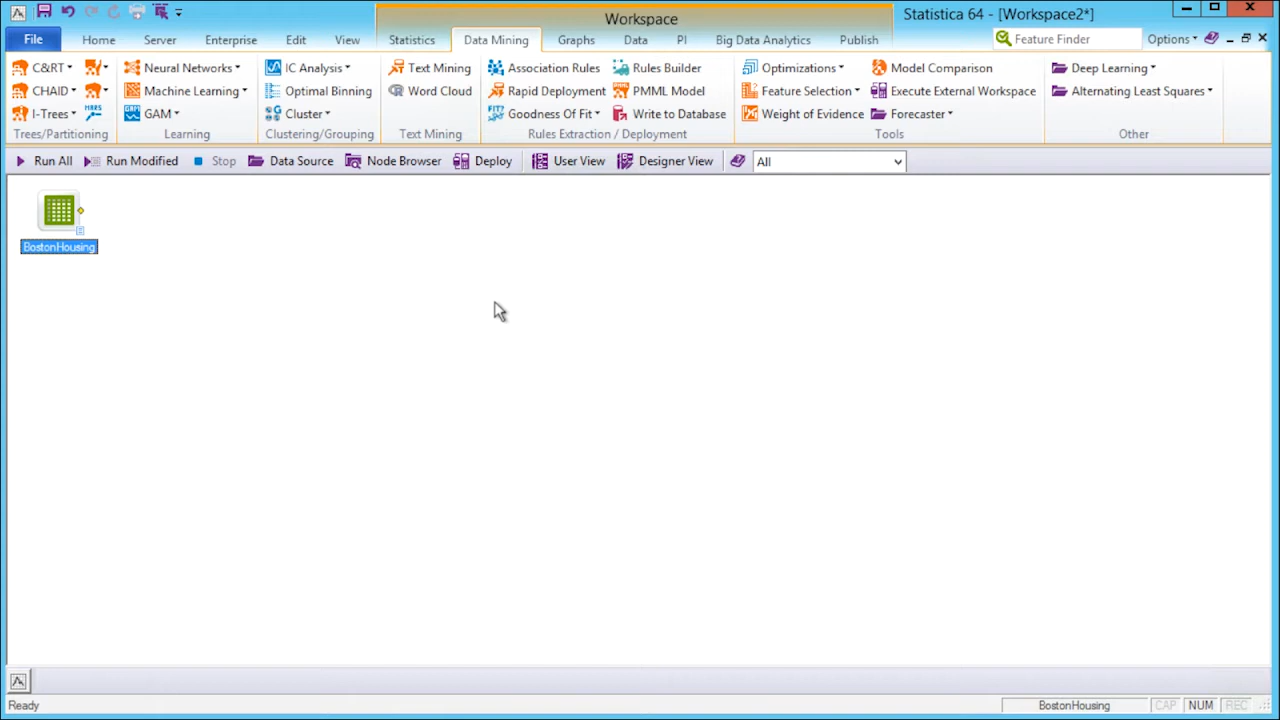 Workspace
Statistica 64 - [Workspace2*]
File Home Server Enterprise Edit View Statistics Data Mining Graphs Data PI Big Data Analytics Publish Feature Finder Options
C&RT Neural Networks IC Analysis Text Mining Association Rules Rules Builder Optimizations Model Comparison Deep Learning
CHAID Machine Learning Optimal Binning Word Cloud Rapid Deployment PMML Model Feature Selection Execute External Workspace Alternating Least Squares
I-Trees GAM Cluster Goodness Of Fit Write to Database Weight of Evidence Forecaster
Trees/Partitioning Learning Clustering/Grouping Text Mining Rules Extraction / Deployment Tools Other
Run All Run Modified Stop Data Source Node Browser Deploy User View Designer View All
BostonHousing
Ready BostonHousing CAP NUM REC